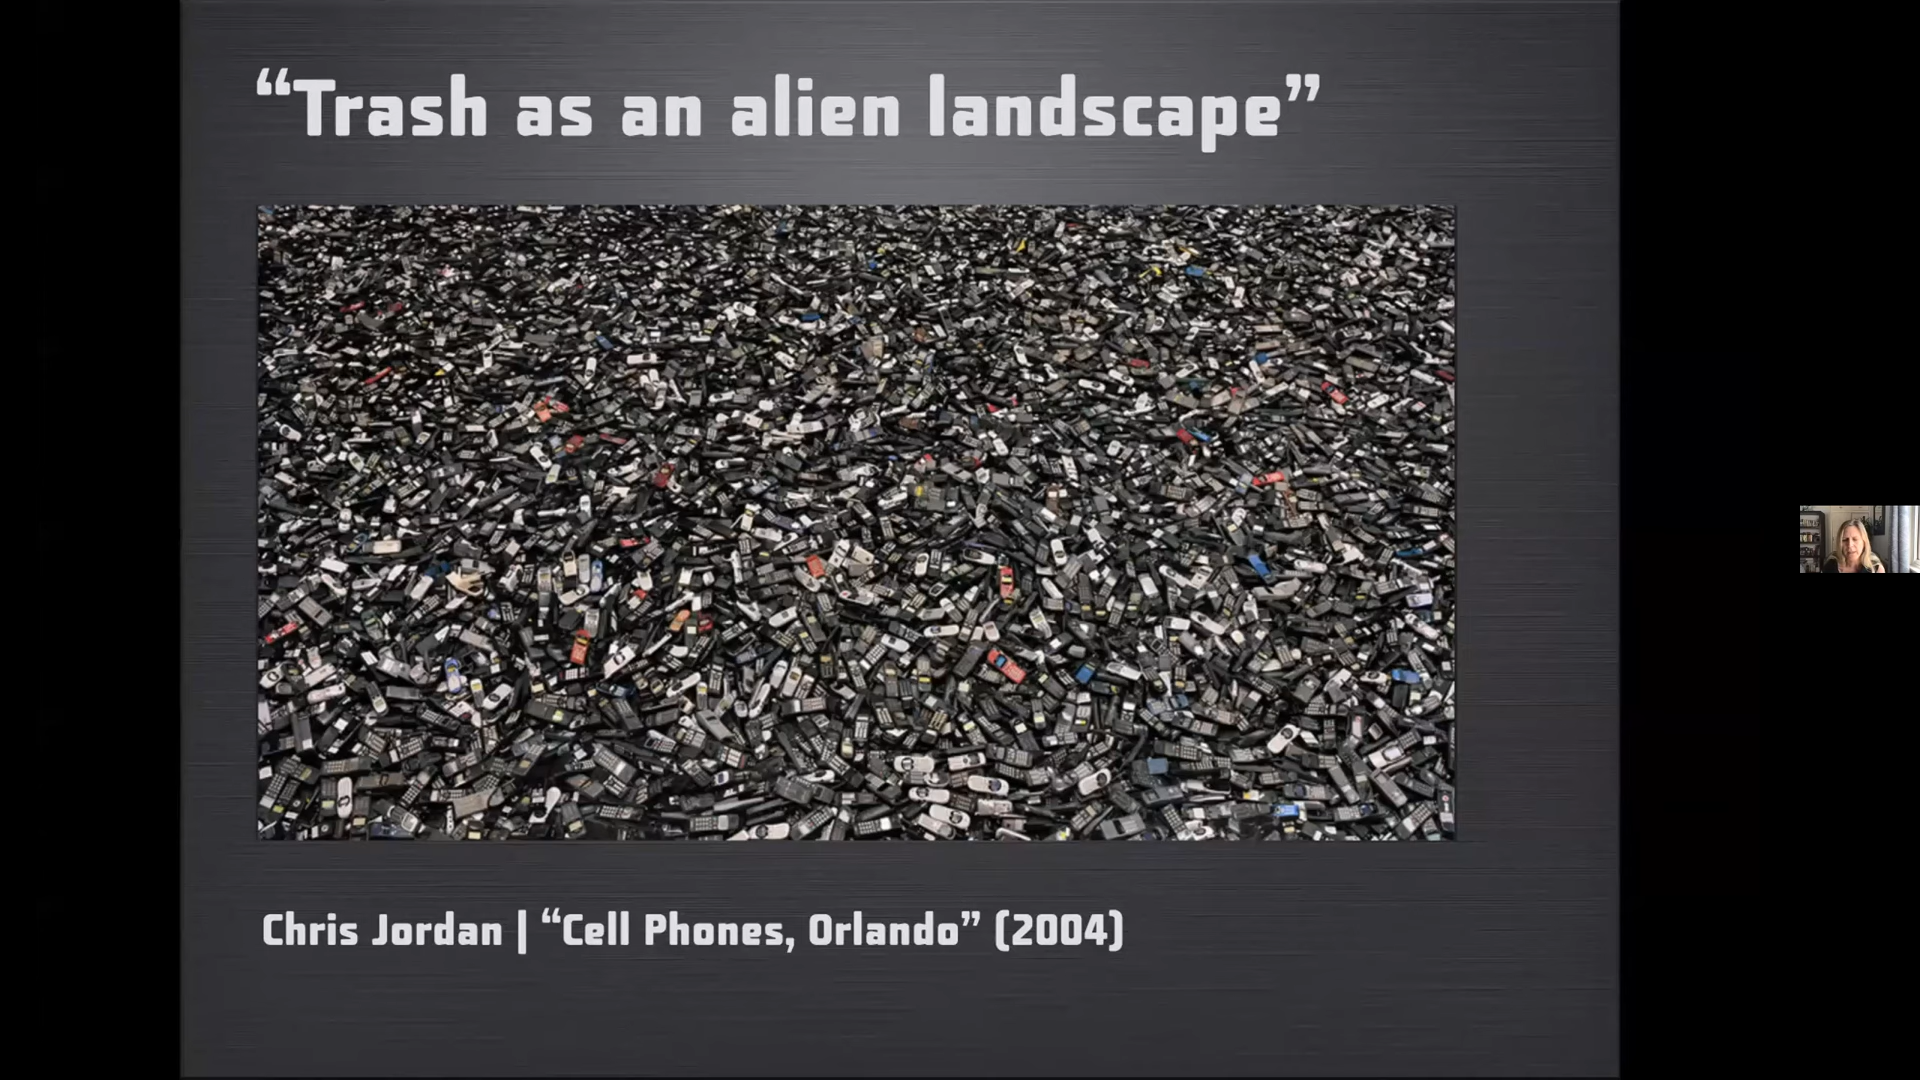 “Trash as an alien landscape”
Chris Jordan | “Cell Phones, Orlando” (2004)